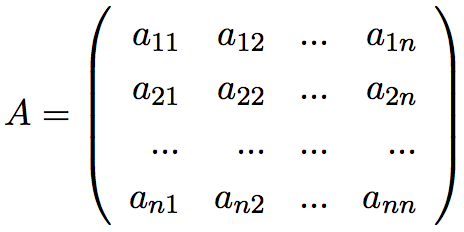 a₁₁ a₁₂ ... a₁ₙ
a₂₁ a₂₂ ... a₂ₙ
A =
... ... ... ...
aₙ₁ aₙ₂ ... aₙₙ